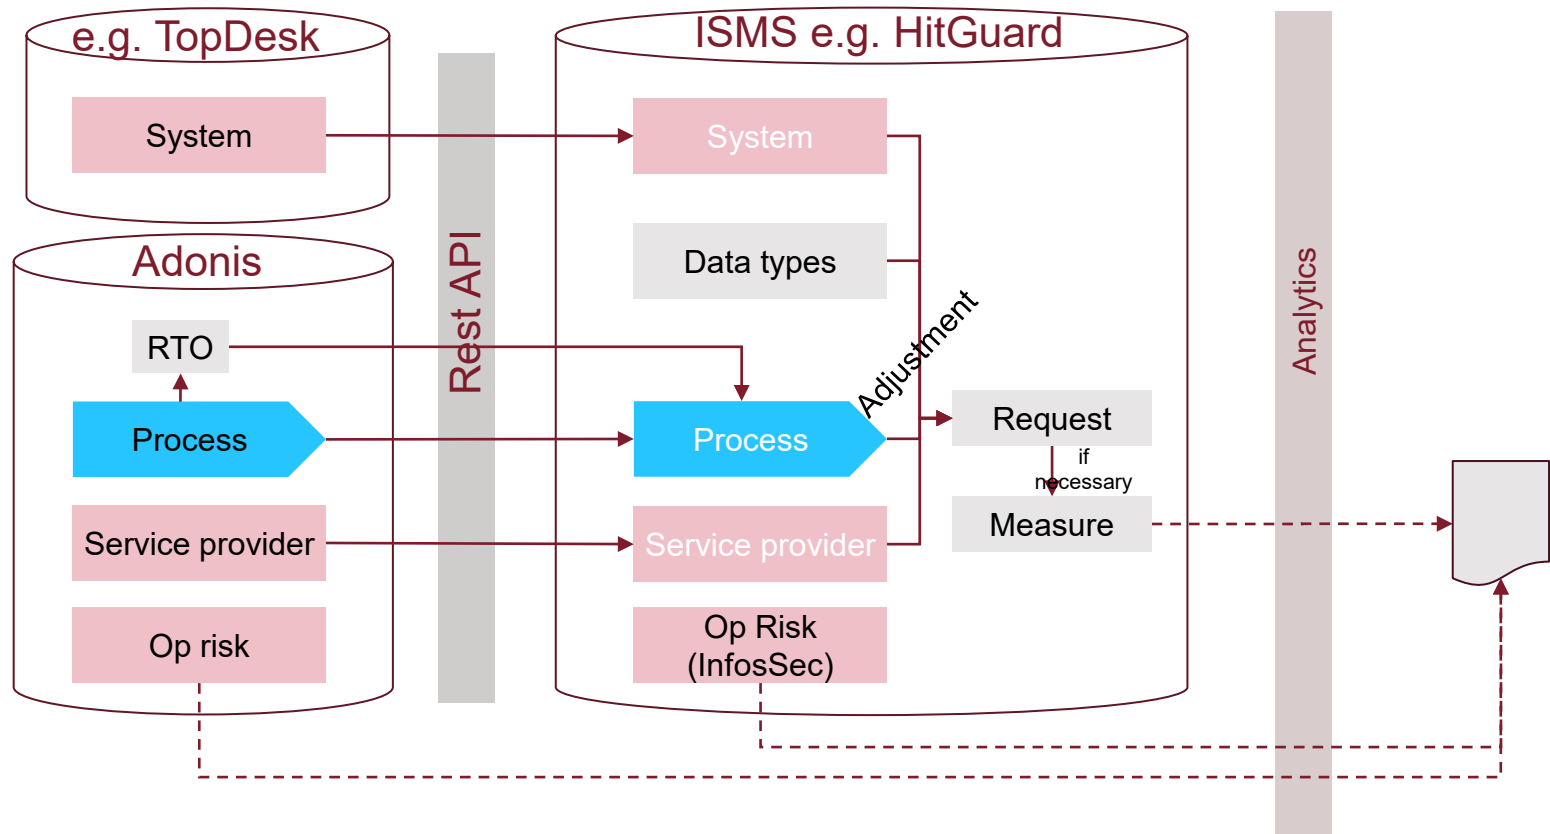 e.g. TopDesk
System
Adonis
RTO
Process
Service provider
Op risk
Rest API
ISMS e.g. HitGuard
System
Data types
Adjustment
Process
Service provider
Op Risk
(InfosSec)
Request
if
necessary
Measure
Analytics